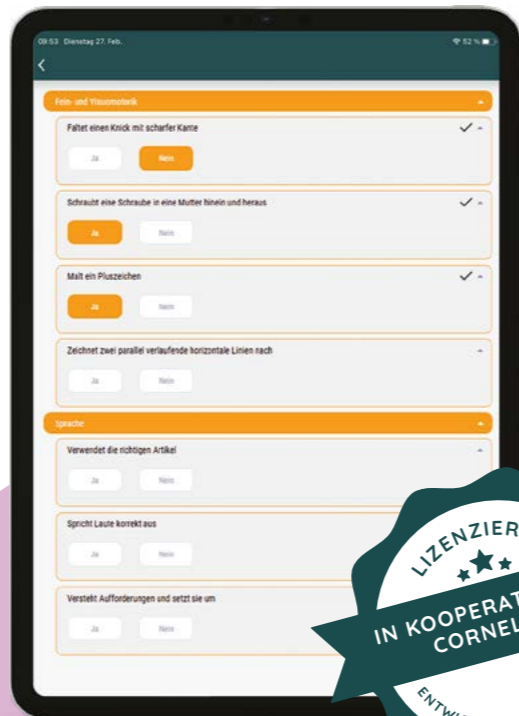 09:53 Dienstag 27. Feb.
52 %
Fein- und Visuomotorik
Faltet einen Knick mit scharfer Kante
Ja Nein
Schraubt eise Schraube in eine Mutter hinein und heraus
Ja Nein
Malt ein Pluszeichen
Ja Nein
Zeichnet zwei parallel verlaufende horizontale Linien nach
Ja Nein
Sprache
Verwendet die richtigen Artikel
Ja Nein
Spricht Laute korrekt aus
Ja Nein
Versteht Aufforderungen und setzt sie um
Ja Nein
LIZENZIER
IN KOOPERAT
CORNEL
ENTW